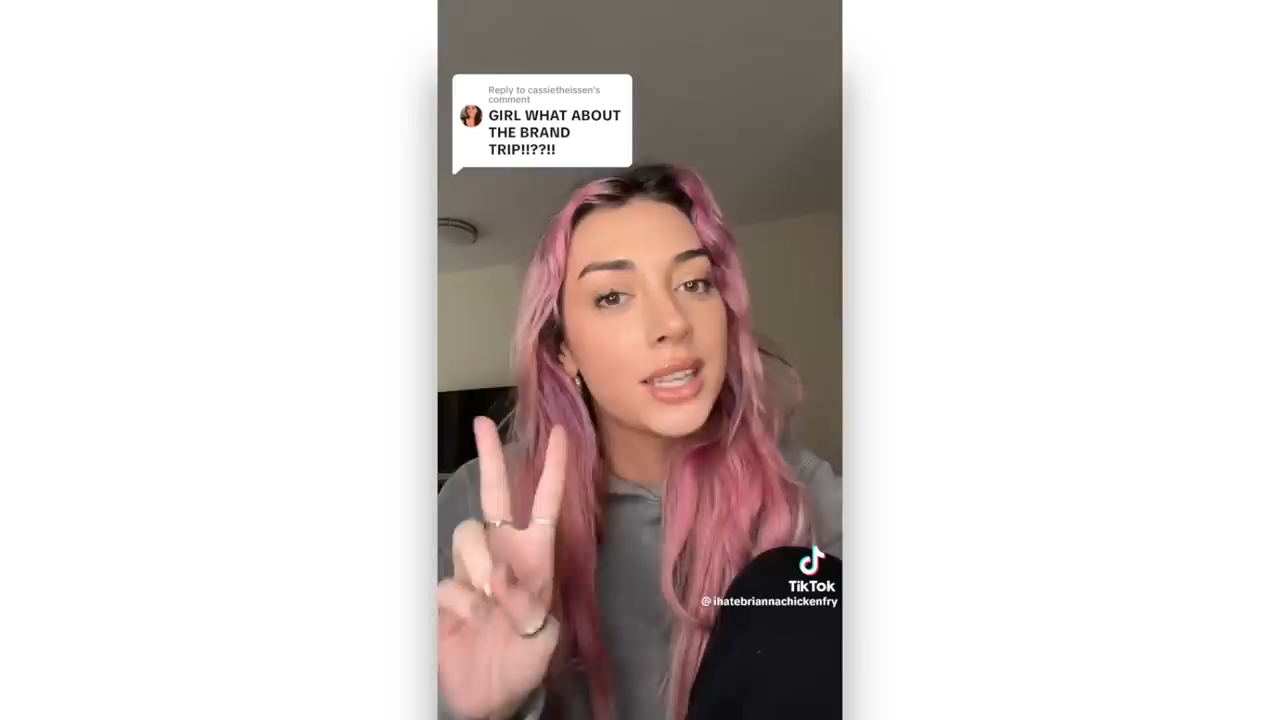 Reply to cassietheissen's
comment
GIRL WHAT ABOUT
THE BRAND
TRIP!!??!!
TikTok
@ihatebriannachickenfry